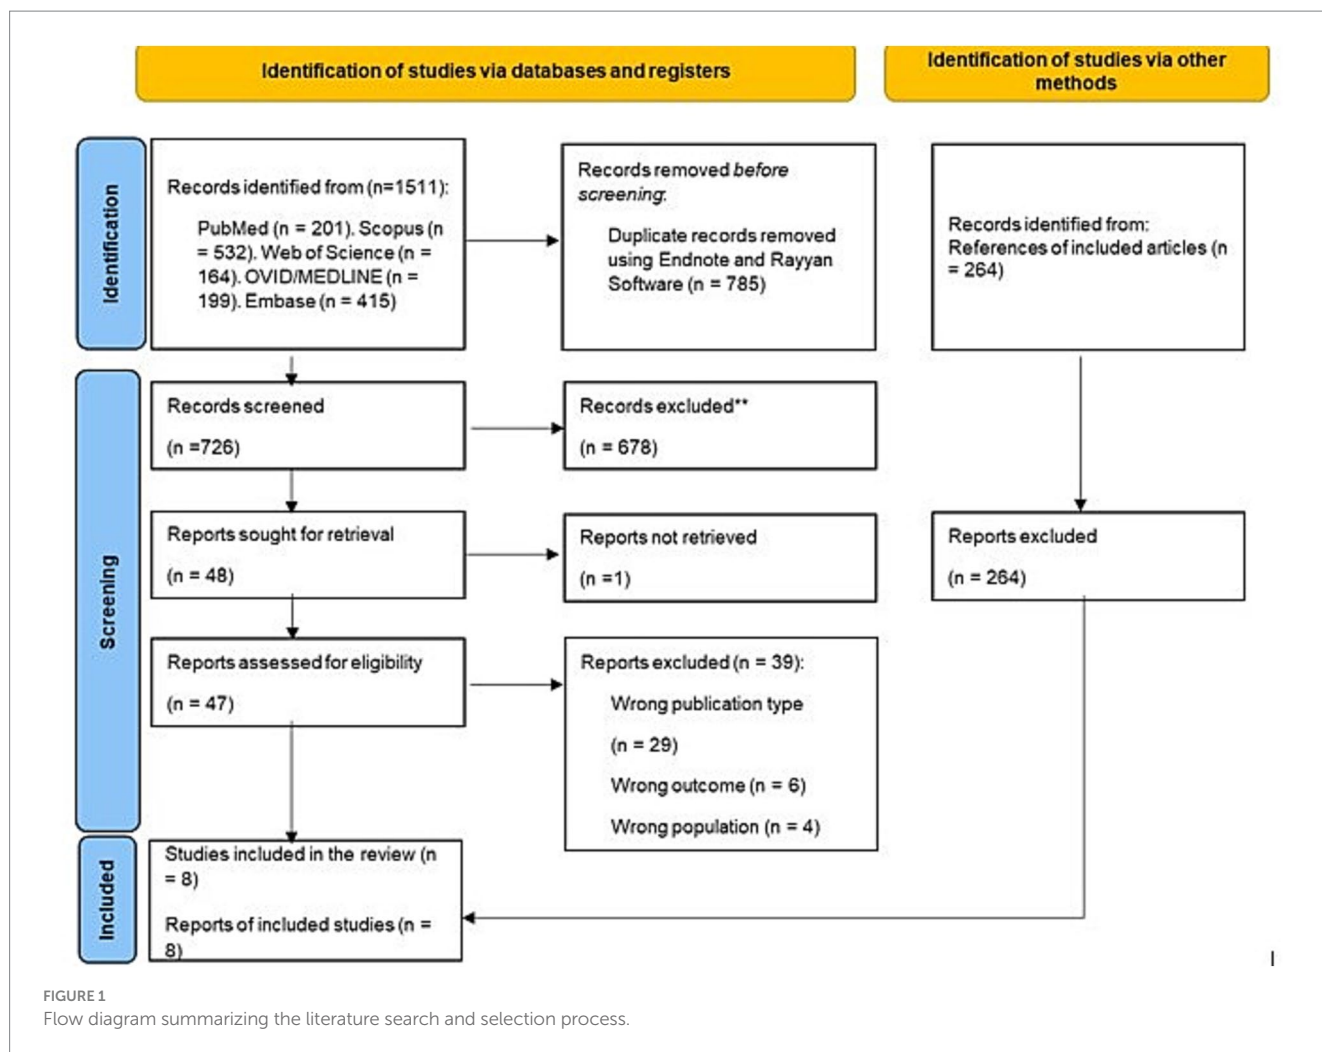 Identification of studies via databases and registers
Identification of studies via other
methods
Identification
Records identified from (n=1511):
PubMed (n = 201). Scopus (n
= 532). Web of Science (n =
164). OVID/MEDLINE (n =
199). Embase (n = 415)
Records removed before
screening:
Duplicate records removed
using Endnote and Rayyan
Software (n = 785)
Records identified from:
References of included articles (n
= 264)
Screening
Records screened
(n =726)
Records excluded**
(n = 678)
Reports sought for retrieval
(n = 48)
Reports not retrieved
(n =1)
Reports excluded
(n = 264)
Reports assessed for eligibility
(n = 47)
Reports excluded (n = 39):
Wrong publication type
(n = 29)
Wrong outcome (n = 6)
Wrong population (n = 4)
Included
Studies included in the review (n
= 8)
Reports of included studies (n =
8)
I
FIGURE 1
Flow diagram summarizing the literature search and selection process.